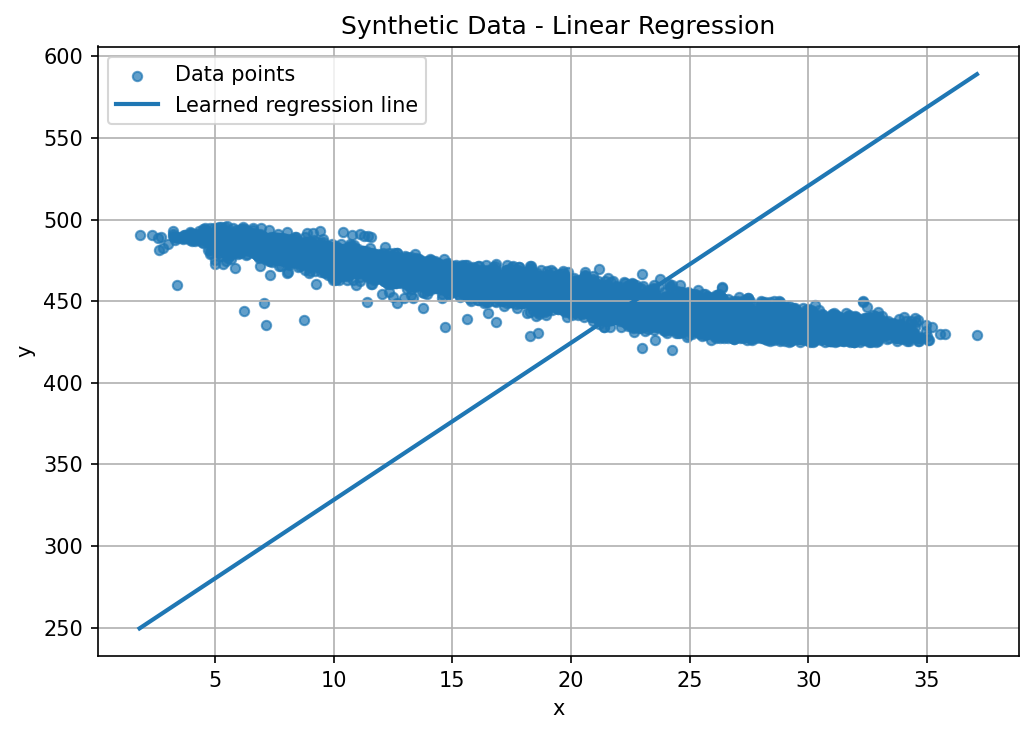 Synthetic Data - Linear Regression
Data points
Learned regression line
600
550
500
450
400
350
300
250
y
5 10 15 20 25 30 35
x